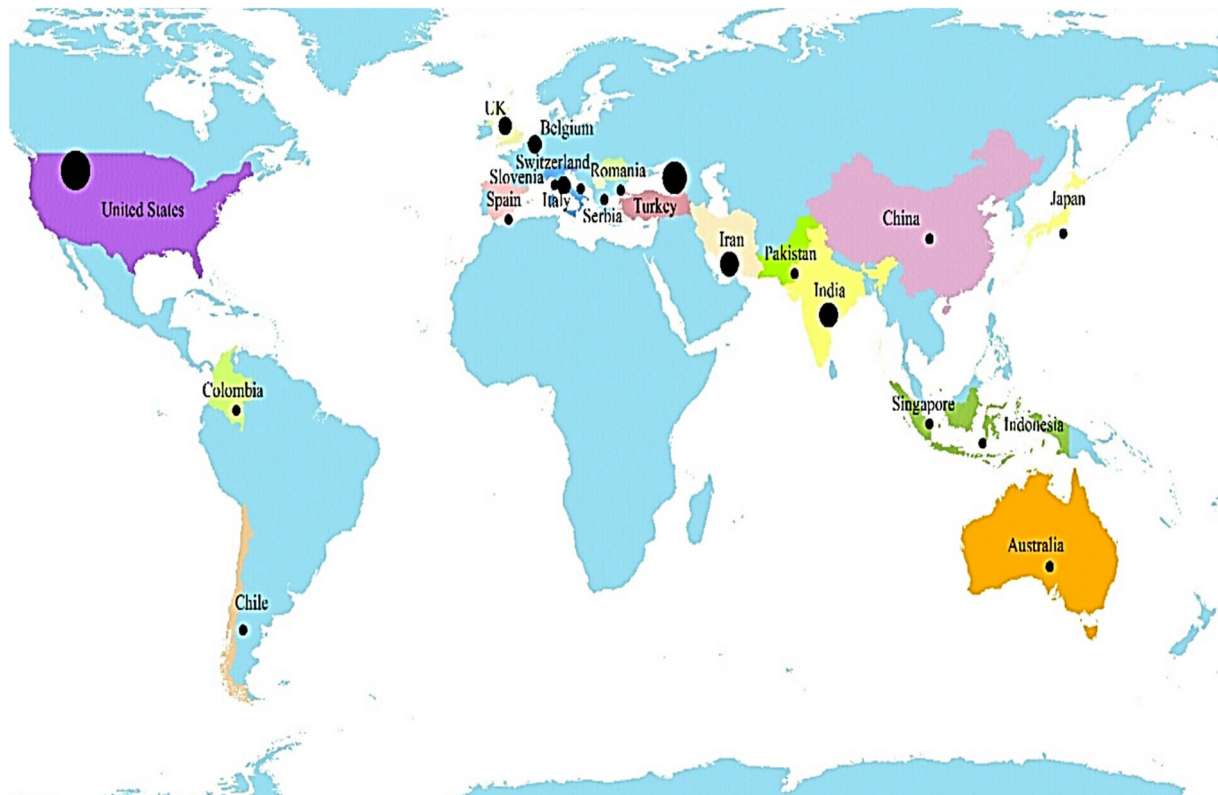 UK
Belgium
Switzerland
Romania
Slovenia
Spain
Italy
Serbia
Turkey
United States
China
Japan
Iran
Pakistan
India
Colombia
Singapore
Indonesia
Australia
Chile